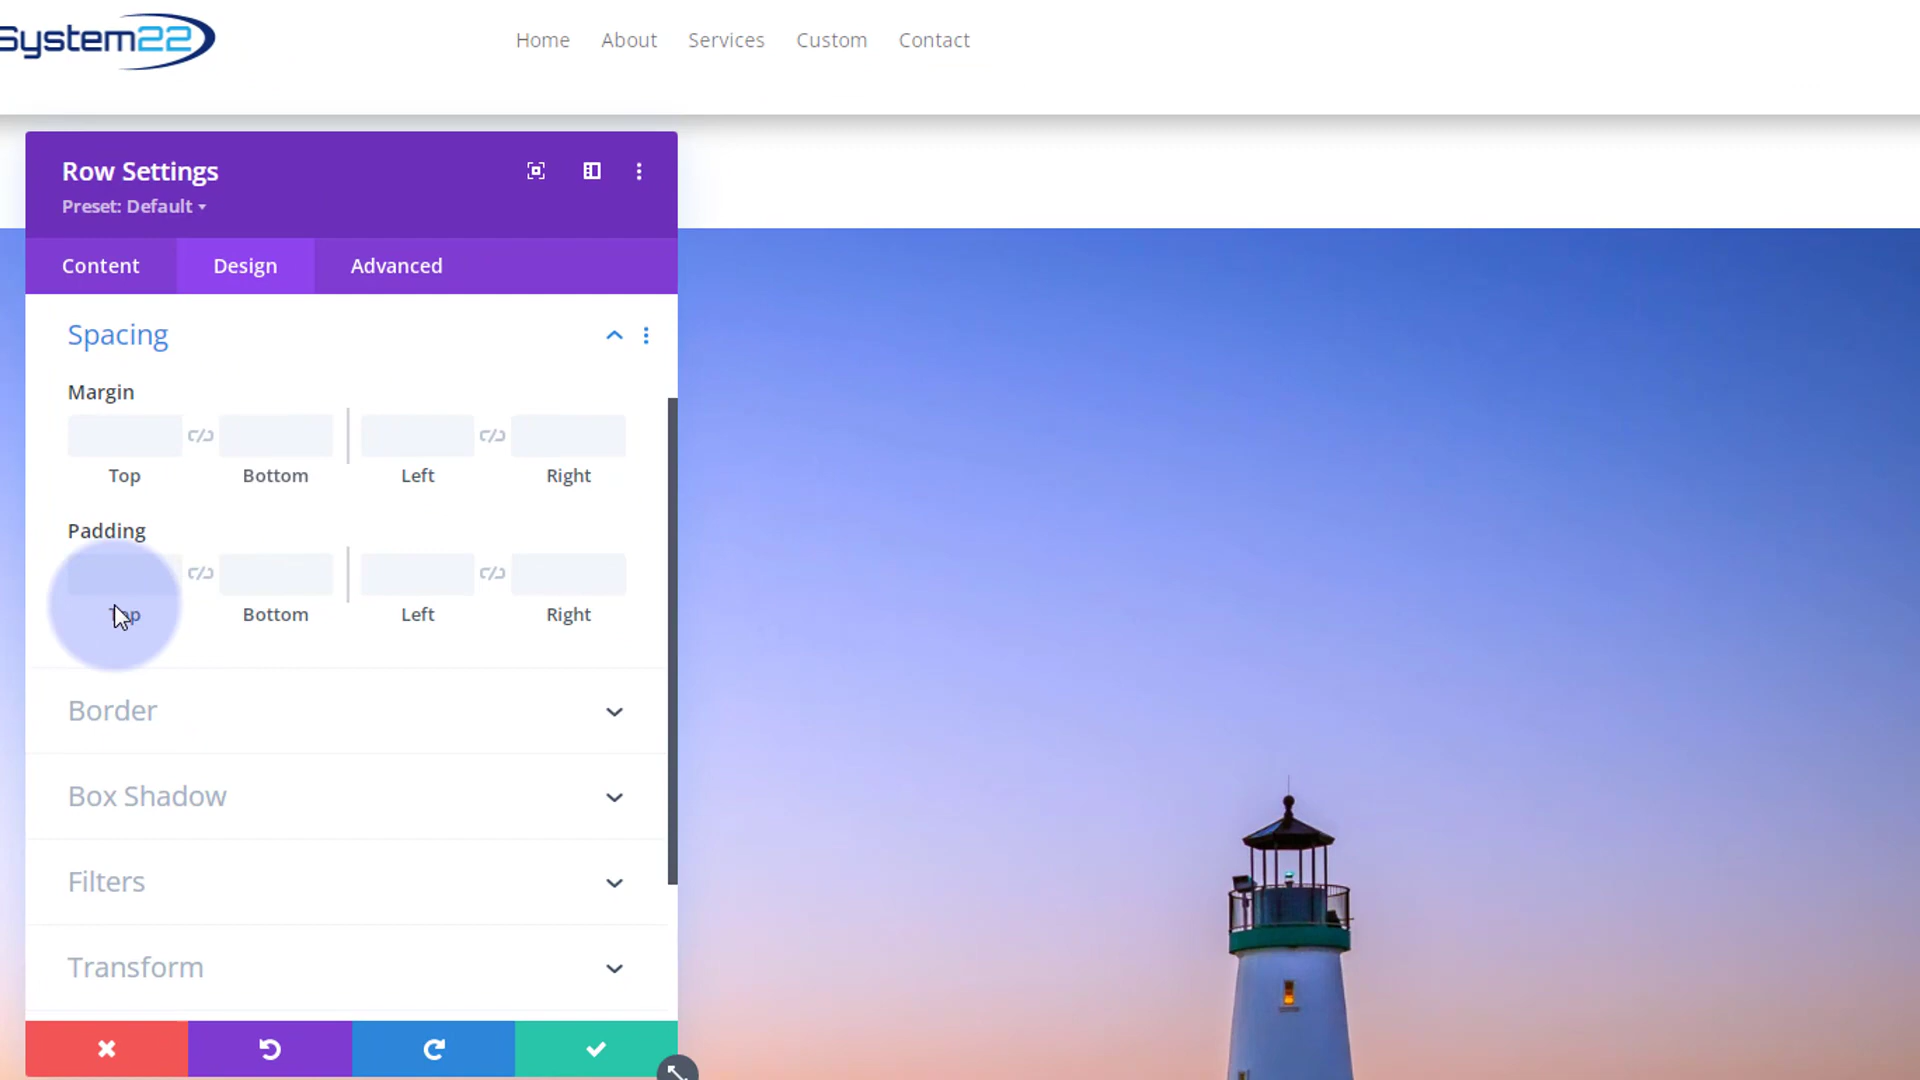 System22
Home About Services Custom Contact
Row Settings
Preset: Default
Content Design Advanced
Spacing
Margin
Top Bottom Left Right
Padding
Top Bottom Left Right
Border
Box Shadow
Filters
Transform